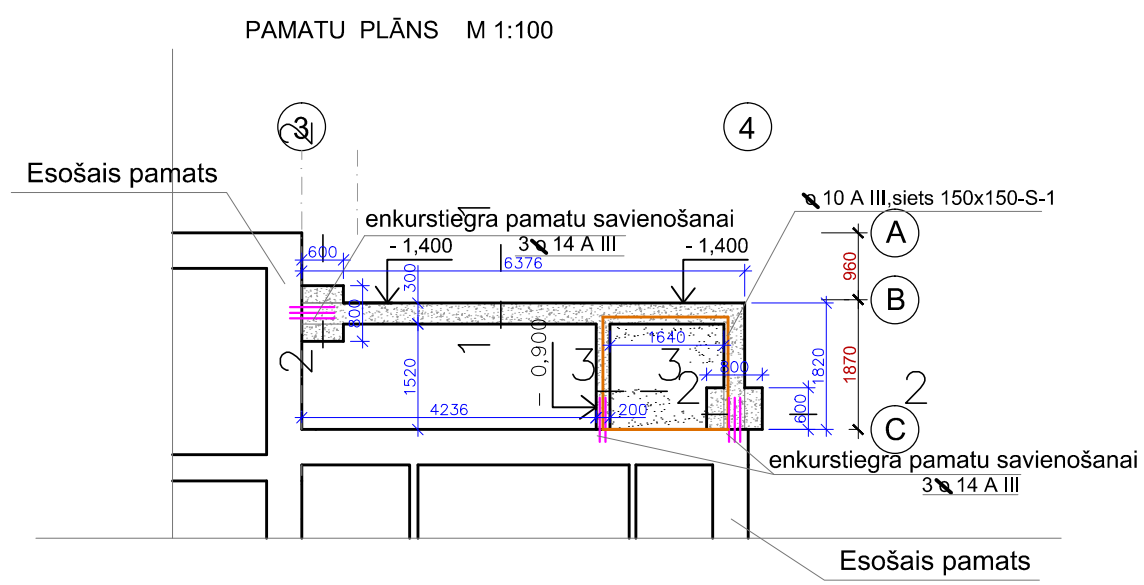 PAMATU PLĀNS M 1:100
3
4
2
Esošais pamats
ø 10 A III,siets 150x150-S-1
1
enkurstiegra pamatu savienošanai
A
- 1,400
3 ø 14 A III
- 1,400
600
6376
960
300
B
800
- 0,900
1640
1
2
3
3
800
1820
1870
1520
2
2
4236
200
600
C
enkurstiegra pamatu savienošanai
3 ø 14 A III
Esošais pamats